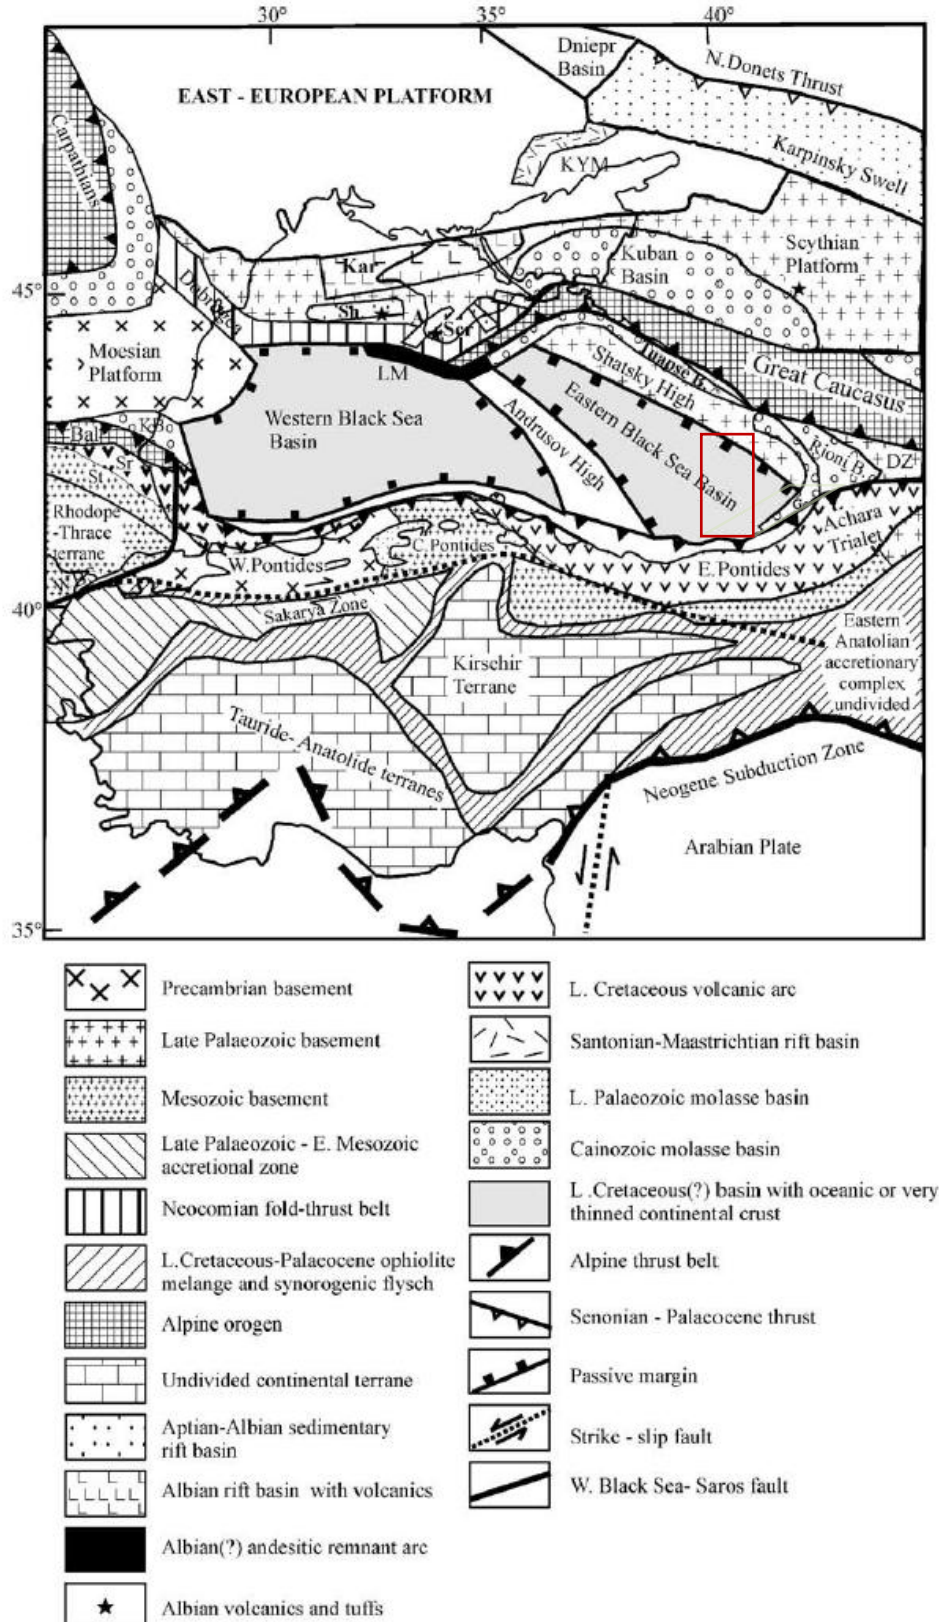 30°
35°
40°
Dniepr
Basin
N.Donets Thrust
EAST - EUROPEAN PLATFORM
Carpathians
KYM
Karpinsky Swell
Scythian
Platform
Kuban
Basin
Kar
45°
Dobrogea
Sh
Scr
Moesian
Platform
LM
Tuapse B.
Shatsky High
Great Caucasus
Western Black Sea
Basin
Andrusov High
Eastern Black Sea Basin
Rioni B.
DZ
KB
Bal
Sr
St
G
Rhodope
-Thrace
terrane
Achara
Trialet
C.Pontides
W.Pontides
E.Pontides
40°
Sakarya Zone
Eastern
Anatolian
accretionary
complex
undivided
Kirsehir
Terrane
Tauride- Anatolide terranes
Neogene Subduction Zone
Arabian Plate
35°
Precambrian basement
Late Palaeozoic basement
Mesozoic basement
Late Palaeozoic - E. Mesozoic
accretional zone
Neocomian fold-thrust belt
L.Cretaceous-Palaeocene ophiolite
melange and synorogenic flysch
Alpine orogen
Undivided continental terrane
Aptian-Albian sedimentary
rift basin
Albian rift basin with volcanics
Albian(?) andesitic remnant arc
Albian volcanics and tuffs
L. Cretaceous volcanic arc
Santonian-Maastrichtian rift basin
L. Palaeozoic molasse basin
Cainozoic molasse basin
L .Cretaceous(?) basin with oceanic or very
thinned continental crust
Alpine thrust belt
Senonian - Palaeocene thrust
Passive margin
Strike - slip fault
W. Black Sea- Saros fault